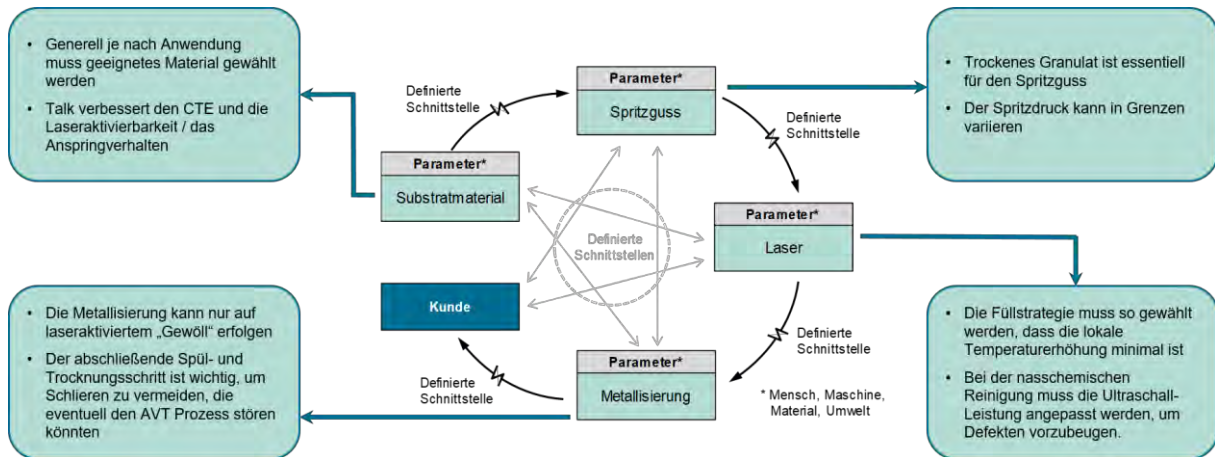 • Generell je nach Anwendung
muss geeignetes Material gewählt
werden
• Talk verbessert den CTE und die
Laseraktivierbarkeit / das
Anspringverhalten
Definierte
Schnittstelle
Parameter*
Spritzguss
Definierte
Schnittstelle
• Trockenes Granulat ist essentiell
für den Spritzguss
• Der Spritzdruck kann in Grenzen
variieren
Parameter*
Substratmaterial
Parameter*
Laser
Definierte
Schnittstellen
Kunde
• Die Metallisierung kann nur auf
laseraktiviertem „Gewöll“ erfolgen
• Der abschließende Spül- und
Trocknungsschritt ist wichtig, um
Schlieren zu vermeiden, die
eventuell den AVT Prozess stören
könnten
Definierte
Schnittstelle
Parameter*
Metallisierung
Definierte
Schnittstelle
* Mensch, Maschine,
Material, Umwelt
• Die Füllstrategie muss so gewählt
werden, dass die lokale
Temperaturerhöhung minimal ist
• Bei der nasschemischen
Reinigung muss die Ultraschall-
Leistung angepasst werden, um
Defekten vorzubeugen.